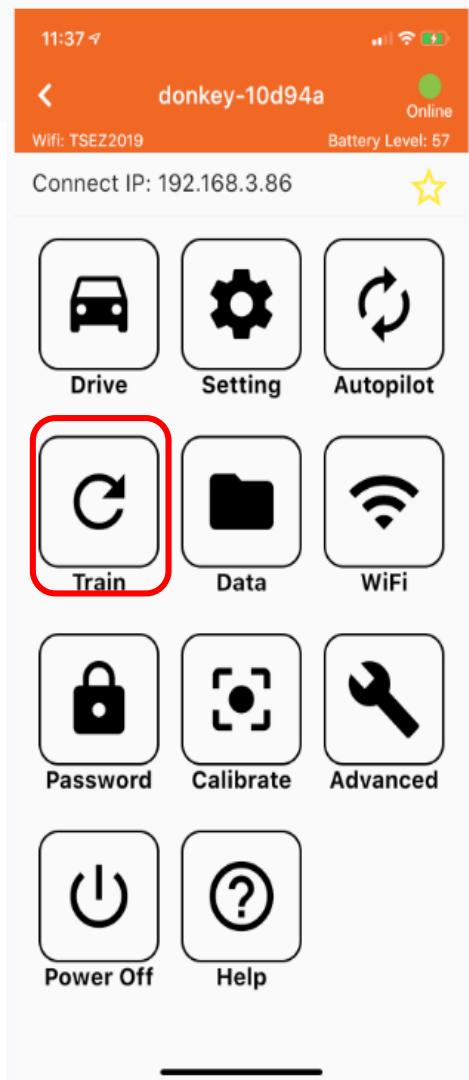 11:37
donkey-10d94a
Online
Wifi: TSEZ2019 Battery Level: 57
Connect IP: 192.168.3.86
Drive Setting Autopilot
Train Data WiFi
Password Calibrate Advanced
Power Off Help